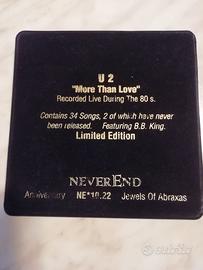 U 2
"More Than Love"
Recorded Live During The 80 s.
Contains 34 Songs, 2 of which have never
been released. Featuring B.B. King.
Limited Edition
NEVEREND
Anniversary NE*10.22 Jewels Of Abraxas
subito